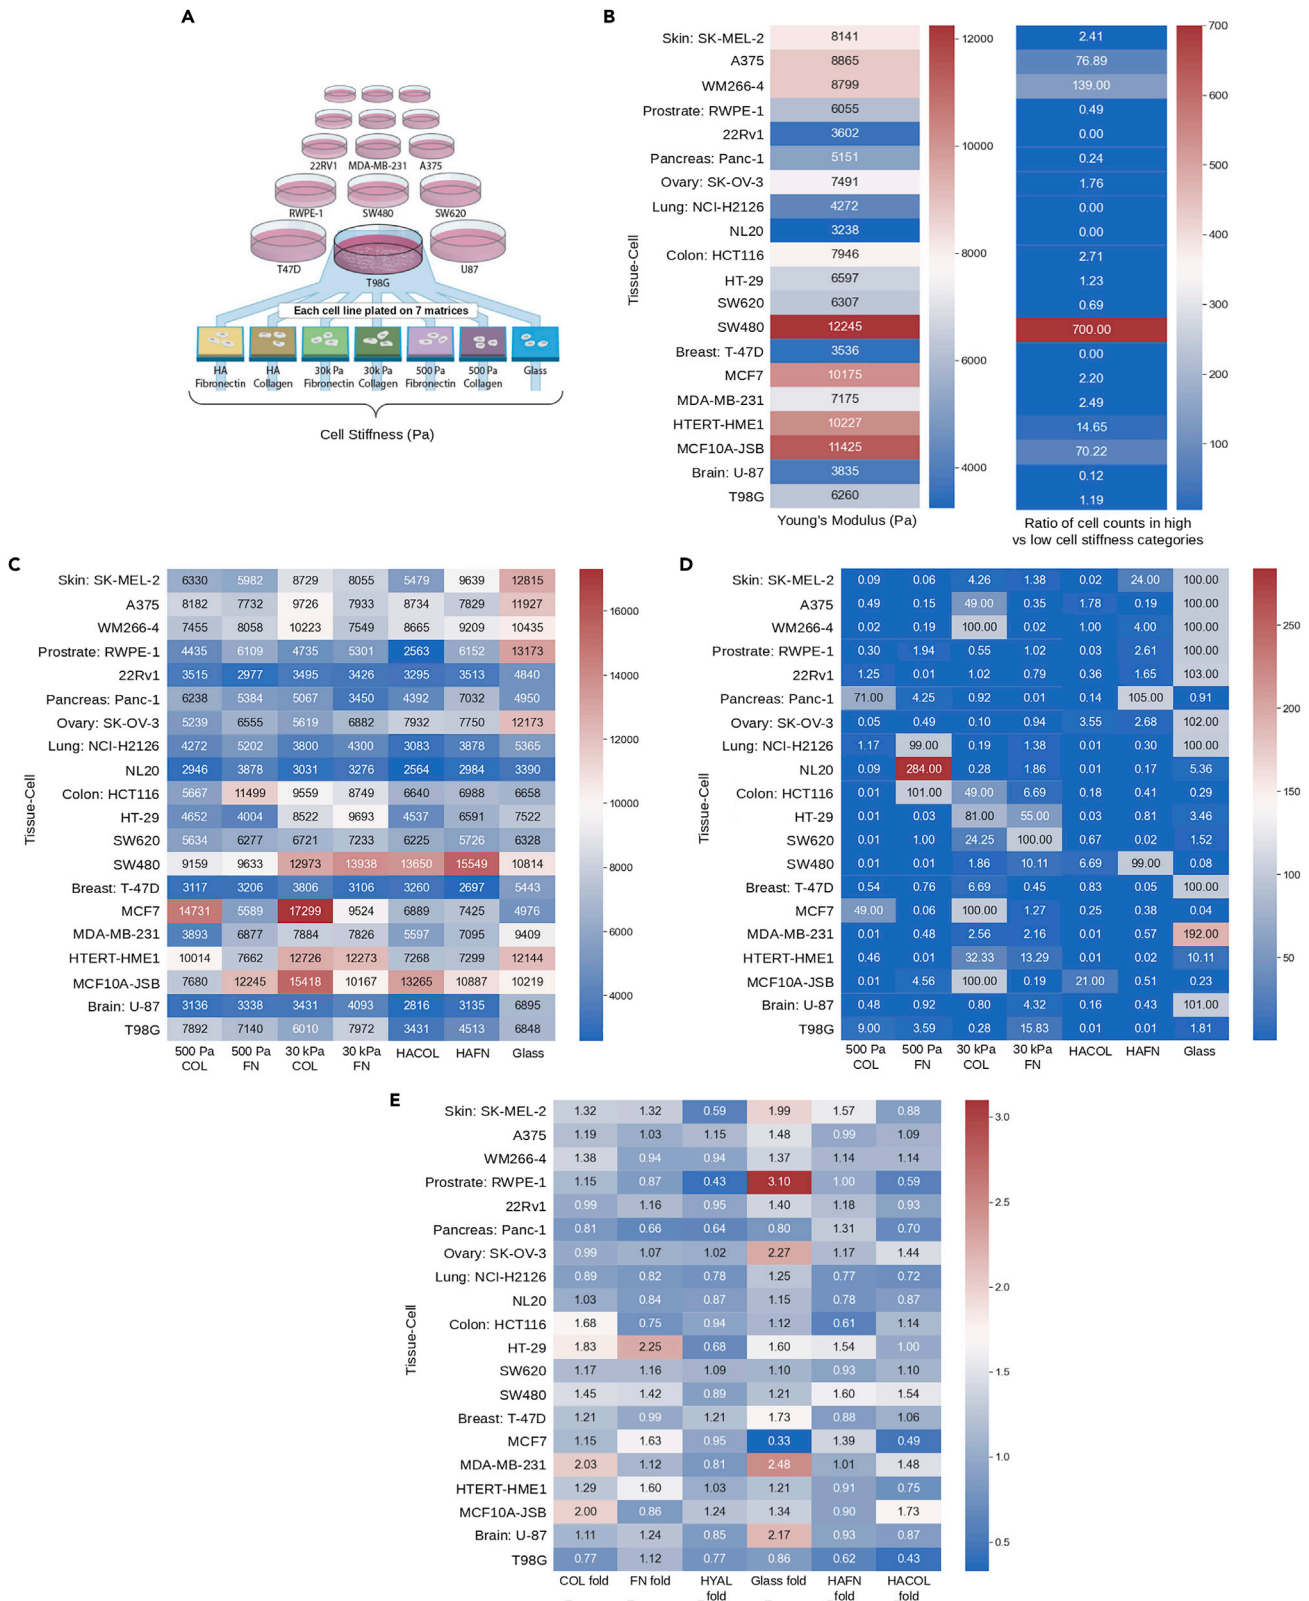 A
22RV1 MDA-MB-231 A375
RWPE-1 SW480 SW620
T47D U87
T98G
Each cell line plated on 7 matrices
HA Fibronectin
HA Collagen
30k Pa Fibronectin
30k Pa Collagen
500 Pa Fibronectin
500 Pa Collagen
Glass
Cell Stiffness (Pa)
B
Tissue-Cell
Skin: SK-MEL-2 8141 2.41
A375 8865 76.89
WM266-4 8799 139.00
Prostrate: RWPE-1 6055 0.49
22Rv1 3602 0.00
Pancreas: Panc-1 5151 0.24
Ovary: SK-OV-3 7491 1.76
Lung: NCI-H2126 4272 0.00
NL20 3238 0.00
Colon: HCT116 7946 2.71
HT-29 6597 1.23
SW620 6307 0.69
SW480 12245 700.00
Breast: T-47D 3536 0.00
MCF7 10175 2.20
MDA-MB-231 7175 2.49
HTERT-HME1 10227 14.65
MCF10A-JSB 11425 70.22
Brain: U-87 3835 0.12
T98G 6260 1.19
12000
10000
8000
6000
4000
700
600
500
400
300
200
100
Young's Modulus (Pa)
Ratio of cell counts in high
vs low cell stiffness categories
C
Tissue-Cell
Skin: SK-MEL-2 6330 5982 8729 8055 5479 9639 12815
A375 8182 7732 9726 7933 8734 7829 11927
WM266-4 7455 8058 10223 7549 8665 9209 10435
Prostrate: RWPE-1 4435 6109 4735 5301 2563 6152 13173
22Rv1 3515 2977 3495 3426 3295 3513 4840
Pancreas: Panc-1 6238 5384 5067 3450 4392 7032 4950
Ovary: SK-OV-3 5239 6555 5619 6882 7932 7750 12173
Lung: NCI-H2126 4272 5202 3800 4300 3083 3878 5365
NL20 2946 3878 3031 3276 2564 2984 3390
Colon: HCT116 5667 11499 9559 8749 6640 6988 6658
HT-29 4652 4004 8522 9693 4537 6591 7522
SW620 5634 6277 6721 7233 6225 5726 6328
SW480 9159 9633 12973 13938 13650 15549 10814
Breast: T-47D 3117 3206 3806 3106 3260 2697 5443
MCF7 14731 5589 17299 9524 6889 7425 4976
MDA-MB-231 3893 6877 7884 7826 5597 7095 9409
HTERT-HME1 10014 7662 12726 12273 7268 7299 12144
MCF10A-JSB 7680 12245 15418 10167 13265 10887 10219
Brain: U-87 3136 3338 3431 4093 2816 3135 6895
T98G 7892 7140 6010 7972 3431 4513 6848
500 Pa 500 Pa 30 kPa 30 kPa HACOL HAFN Glass
COL FN COL FN
16000
14000
12000
10000
8000
6000
4000
D
Tissue-Cell
Skin: SK-MEL-2 0.09 0.06 4.26 1.38 0.02 24.00 100.00
A375 0.49 0.15 49.00 0.35 1.78 0.19 100.00
WM266-4 0.02 0.19 100.00 0.02 1.00 4.00 100.00
Prostrate: RWPE-1 0.30 1.94 0.55 1.02 0.03 2.61 100.00
22Rv1 1.25 0.01 1.02 0.79 0.36 1.65 103.00
Pancreas: Panc-1 71.00 4.25 0.92 0.01 0.14 105.00 0.91
Ovary: SK-OV-3 0.05 0.49 0.10 0.94 3.55 2.68 102.00
Lung: NCI-H2126 1.17 99.00 0.19 1.38 0.01 0.30 100.00
NL20 0.09 284.00 0.28 1.86 0.01 0.17 5.36
Colon: HCT116 0.01 101.00 49.00 6.69 0.18 0.41 0.29
HT-29 0.01 0.03 81.00 55.00 0.03 0.81 3.46
SW620 0.01 1.00 24.25 100.00 0.67 0.02 1.52
SW480 0.01 0.01 1.86 10.11 6.69 99.00 0.08
Breast: T-47D 0.54 0.76 6.69 0.45 0.83 0.05 100.00
MCF7 49.00 0.06 100.00 1.27 0.25 0.38 0.04
MDA-MB-231 0.01 0.48 2.56 2.16 0.01 0.57 192.00
HTERT-HME1 0.46 0.01 32.33 13.29 0.01 0.02 10.11
MCF10A-JSB 0.01 4.56 100.00 0.19 21.00 0.51 0.23
Brain: U-87 0.48 0.92 0.80 4.32 0.16 0.43 101.00
T98G 9.00 3.59 0.28 15.83 0.01 0.01 1.81
500 Pa 500 Pa 30 kPa 30 kPa HACOL HAFN Glass
COL FN COL FN
250
200
150
100
50
E
Tissue-Cell
Skin: SK-MEL-2 1.32 1.32 0.59 1.99 1.57 0.88
A375 1.19 1.03 1.15 1.48 0.99 1.09
WM266-4 1.38 0.94 0.94 1.37 1.14 1.14
Prostrate: RWPE-1 1.15 0.87 0.43 3.10 1.00 0.59
22Rv1 0.99 1.16 0.95 1.40 1.18 0.93
Pancreas: Panc-1 0.81 0.66 0.64 0.80 1.31 0.70
Ovary: SK-OV-3 0.99 1.07 1.02 2.27 1.17 1.44
Lung: NCI-H2126 0.89 0.82 0.78 1.25 0.77 0.72
NL20 1.03 0.84 0.87 1.15 0.78 0.87
Colon: HCT116 1.68 0.75 0.94 1.12 0.61 1.14
HT-29 1.83 2.25 0.68 1.60 1.54 1.00
SW620 1.17 1.16 1.09 1.10 0.93 1.10
SW480 1.45 1.42 0.89 1.21 1.60 1.54
Breast: T-47D 1.21 0.99 1.21 1.73 0.88 1.06
MCF7 1.15 1.63 0.95 0.33 1.39 0.49
MDA-MB-231 2.03 1.12 0.81 2.48 1.01 1.48
HTERT-HME1 1.29 1.60 1.03 1.21 0.91 0.75
MCF10A-JSB 2.00 0.86 1.24 1.34 0.90 1.73
Brain: U-87 1.11 1.24 0.85 2.17 0.93 0.87
T98G 0.77 1.12 0.77 0.86 0.62 0.43
COL fold FN fold HYAL Glass fold HAFN HACOL
fold fold fold
3.0
2.5
2.0
1.5
1.0
0.5